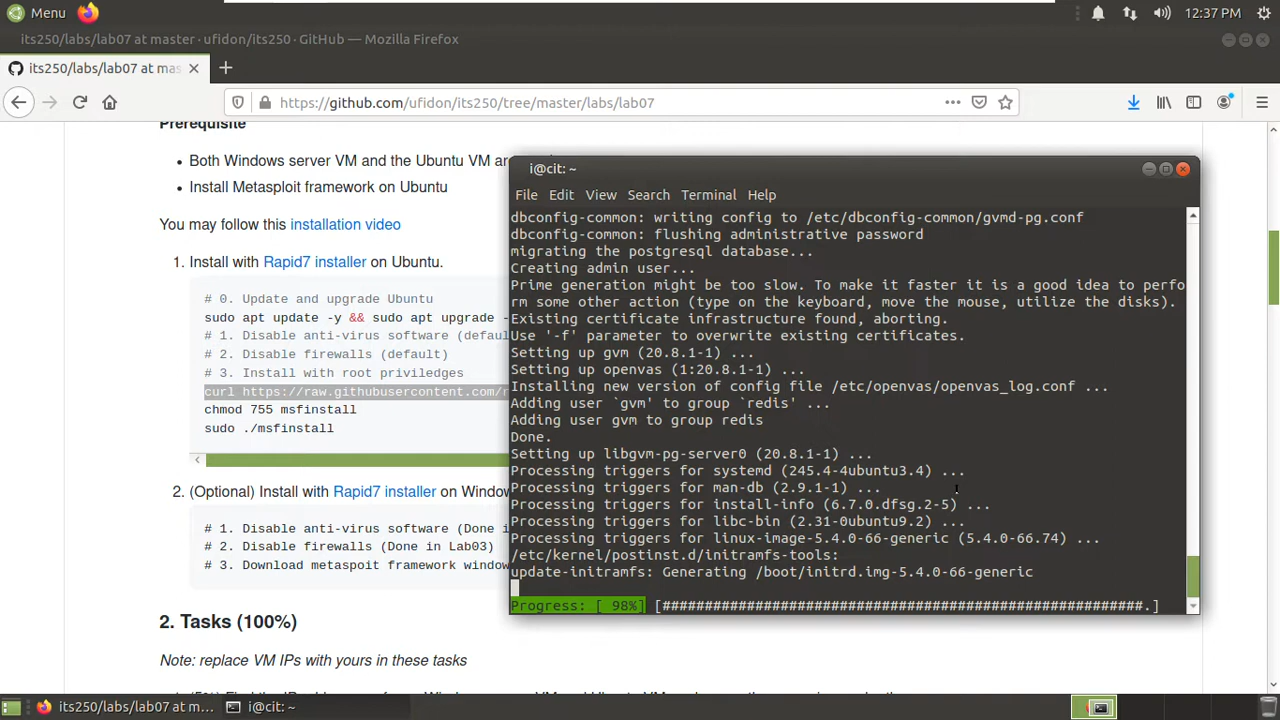 Menu
12:37 PM
its250/labs/lab07 at master · ufidon/its250 · GitHub — Mozilla Firefox
its250/labs/lab07 at mas
https://github.com/ufidon/its250/tree/master/labs/lab07
Prerequisite
• Both Windows server VM and the Ubuntu VM ar
• Install Metasploit framework on Ubuntu
You may follow this installation video
1. Install with Rapid7 installer on Ubuntu.
# 0. Update and upgrade Ubuntu
sudo apt update -y && sudo apt upgrade -
# 1. Disable anti-virus software (defau
# 2. Disable firewalls (default)
# 3. Install with root priviledges
curl https://raw.githubusercontent.com/r
chmod 755 msfinstall
sudo ./msfinstall
2. (Optional) Install with Rapid7 installer on Window
# 1. Disable anti-virus software (Done i
# 2. Disable firewalls (Done in Lab03)
# 3. Download metaspoit framework window
2. Tasks (100%)
Note: replace VM IPs with yours in these tasks
i@cit: ~
File Edit View Search Terminal Help
dbconfig-common: writing config to /etc/dbconfig-common/gvmd-pg.conf
dbconfig-common: flushing administrative password
migrating the postgresql database...
Creating admin user...
Prime generation might be too slow. To make it faster it is a good idea to perfo
rm some other action (type on the keyboard, move the mouse, utilize the disks).
Existing certificate infrastructure found, aborting.
Use '-f' parameter to overwrite existing certificates.
Setting up gvm (20.8.1-1) ...
Setting up openvas (1:20.8.1-1) ...
Installing new version of config file /etc/openvas/openvas_log.conf ...
Adding user `gvm' to group `redis' ...
Adding user gvm to group redis
Done.
Setting up libgvm-pg-server0 (20.8.1-1) ...
Processing triggers for systemd (245.4-4ubuntu3.4) ...
Processing triggers for man-db (2.9.1-1) ...
Processing triggers for install-info (6.7.0.dfsg.2-5) ...
Processing triggers for libc-bin (2.31-0ubuntu9.2) ...
Processing triggers for linux-image-5.4.0-66-generic (5.4.0-66.74) ...
/etc/kernel/postinst.d/initramfs-tools:
update-initramfs: Generating /boot/initrd.img-5.4.0-66-generic
Progress: [ 98%] [#########################################################.]
its250/labs/lab07 at m...
i@cit: ~